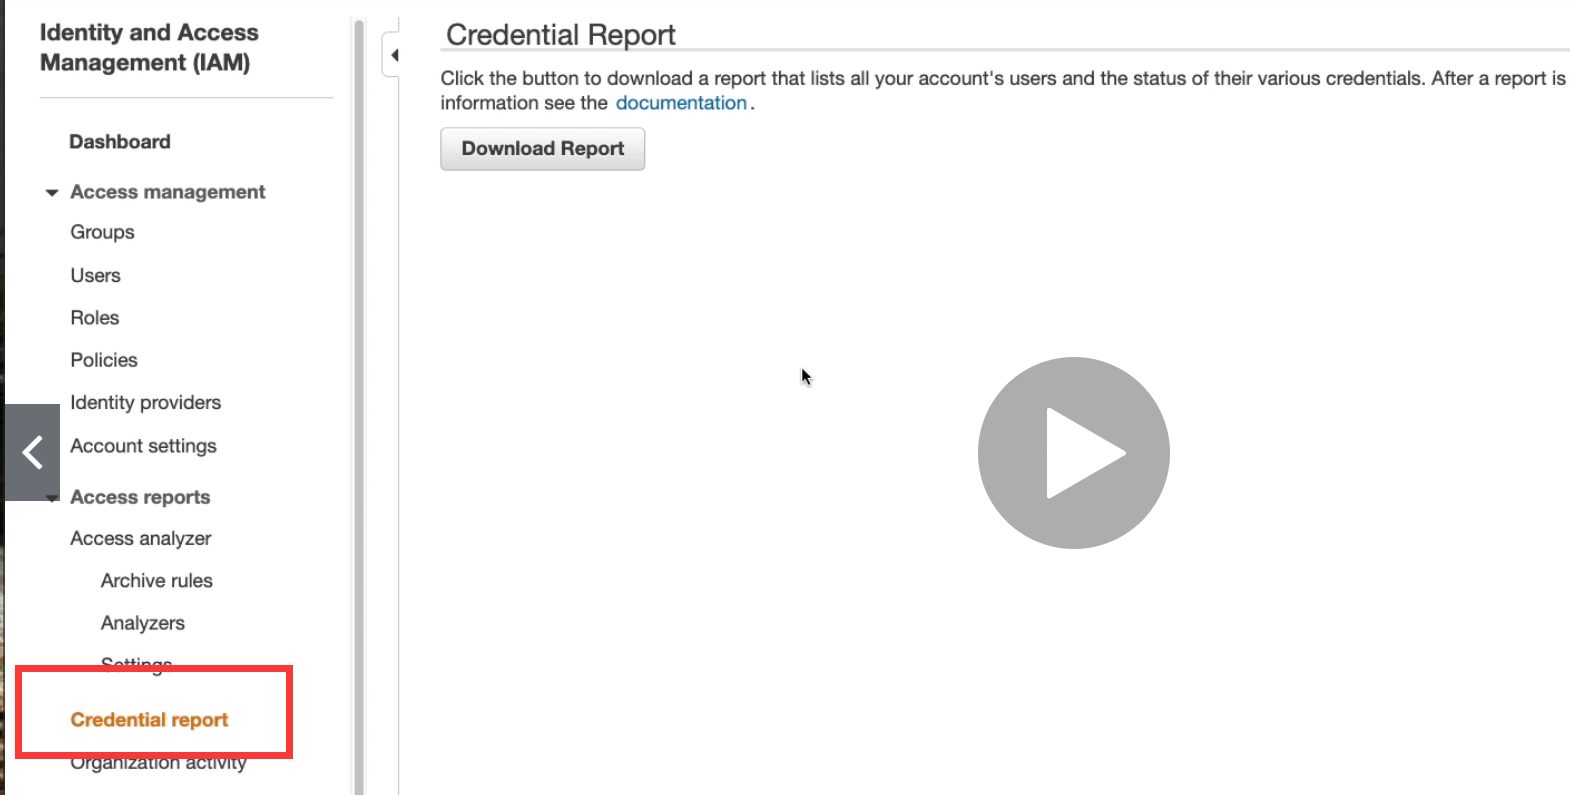 Identity and Access
Management (IAM)
Dashboard
Access management
Groups
Users
Roles
Policies
Identity providers
Account settings
Access reports
Access analyzer
Archive rules
Analyzers
Settings
Credential report
Organization activity
Credential Report
Click the button to download a report that lists all your account's users and the status of their various credentials. After a report is
information see the documentation.
Download Report